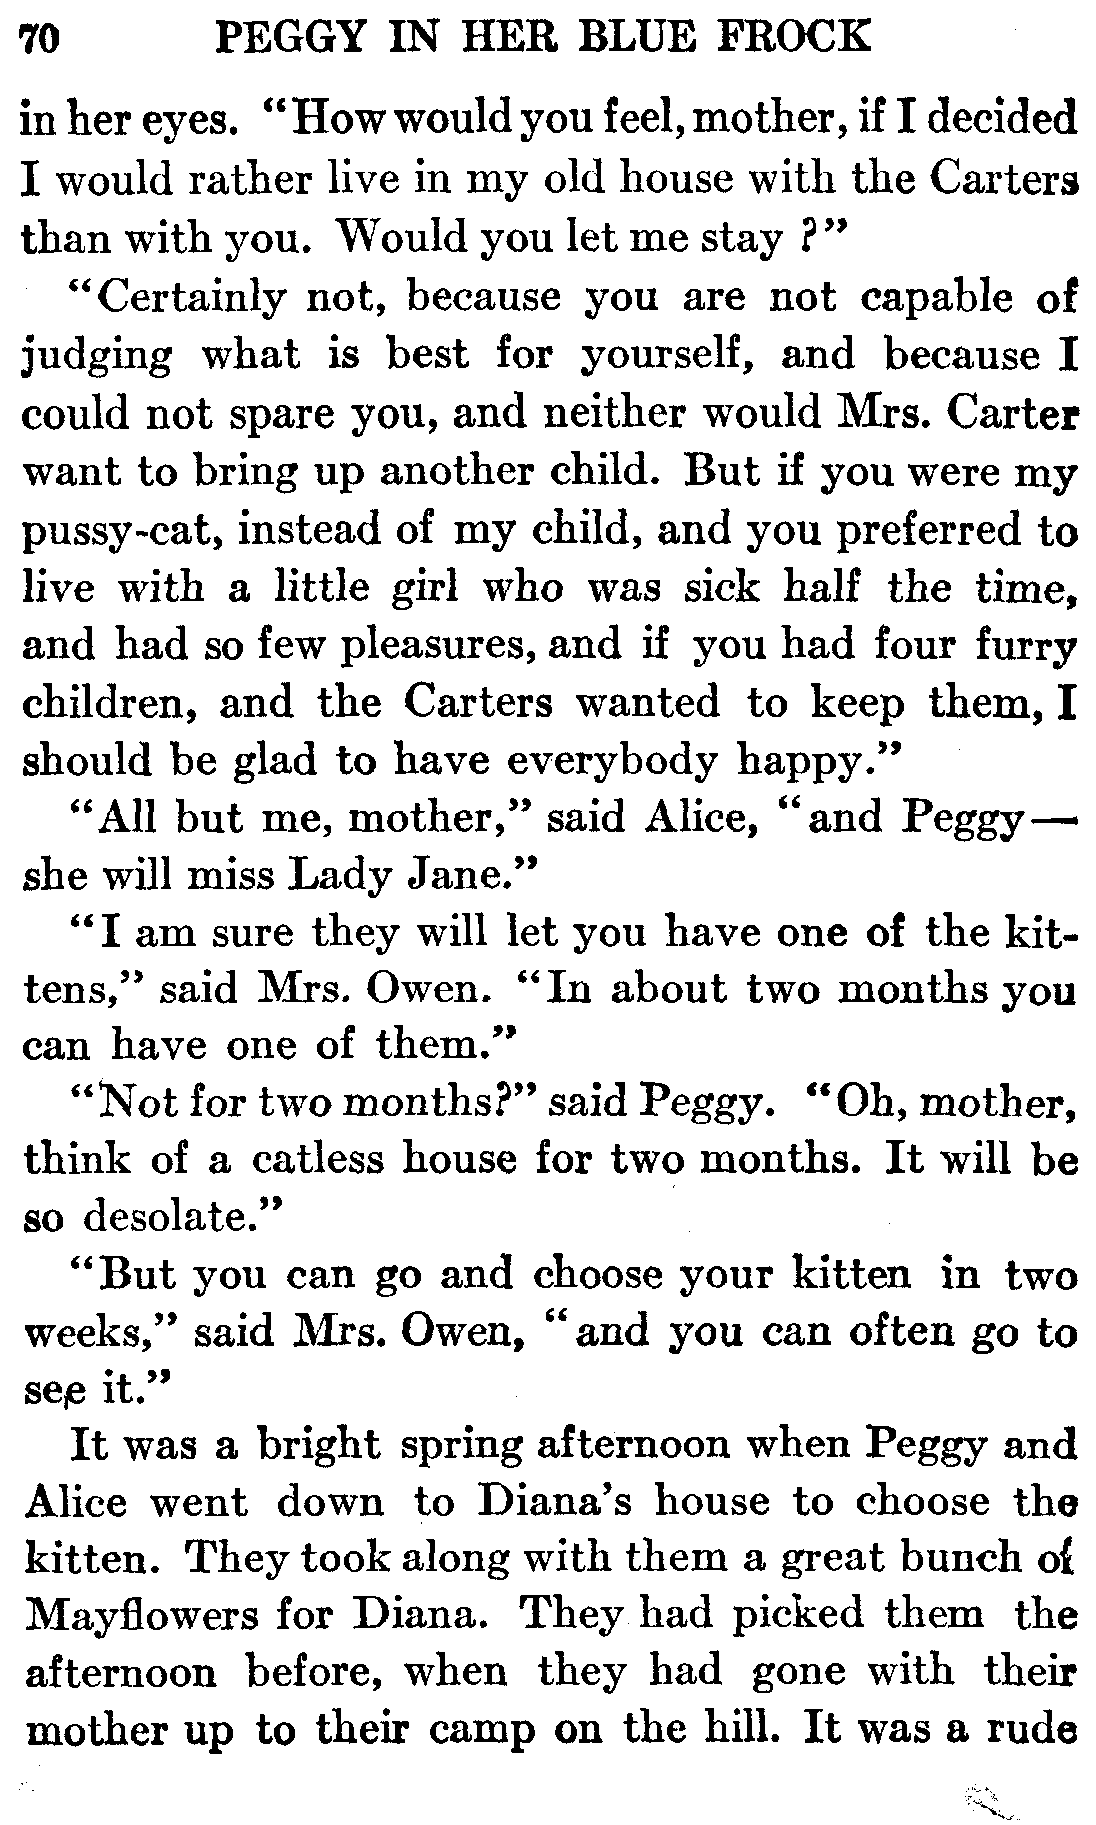 70 PEGGY IN HER BLUE FROCK
in her eyes. "How would you feel, mother, if I decided
I would rather live in my old house with the Carters
than with you. Would you let me stay ?"
"Certainly not, because you are not capable of
judging what is best for yourself, and because I
could not spare you, and neither would Mrs. Carter
want to bring up another child. But if you were my
pussy-cat, instead of my child, and you preferred to
live with a little girl who was sick half the time,
and had so few pleasures, and if you had four furry
children, and the Carters wanted to keep them, I
should be glad to have everybody happy."
"All but me, mother," said Alice, "and Peggy—
she will miss Lady Jane."
"I am sure they will let you have one of the kit-
tens," said Mrs. Owen. "In about two months you
can have one of them."
"Not for two months?" said Peggy. "Oh, mother,
think of a catless house for two months. It will be
so desolate."
"But you can go and choose your kitten in two
weeks," said Mrs. Owen, "and you can often go to
see it."
It was a bright spring afternoon when Peggy and
Alice went down to Diana's house to choose the
kitten. They took along with them a great bunch of
Mayflowers for Diana. They had picked them the
afternoon before, when they had gone with their
mother up to their camp on the hill. It was a rude